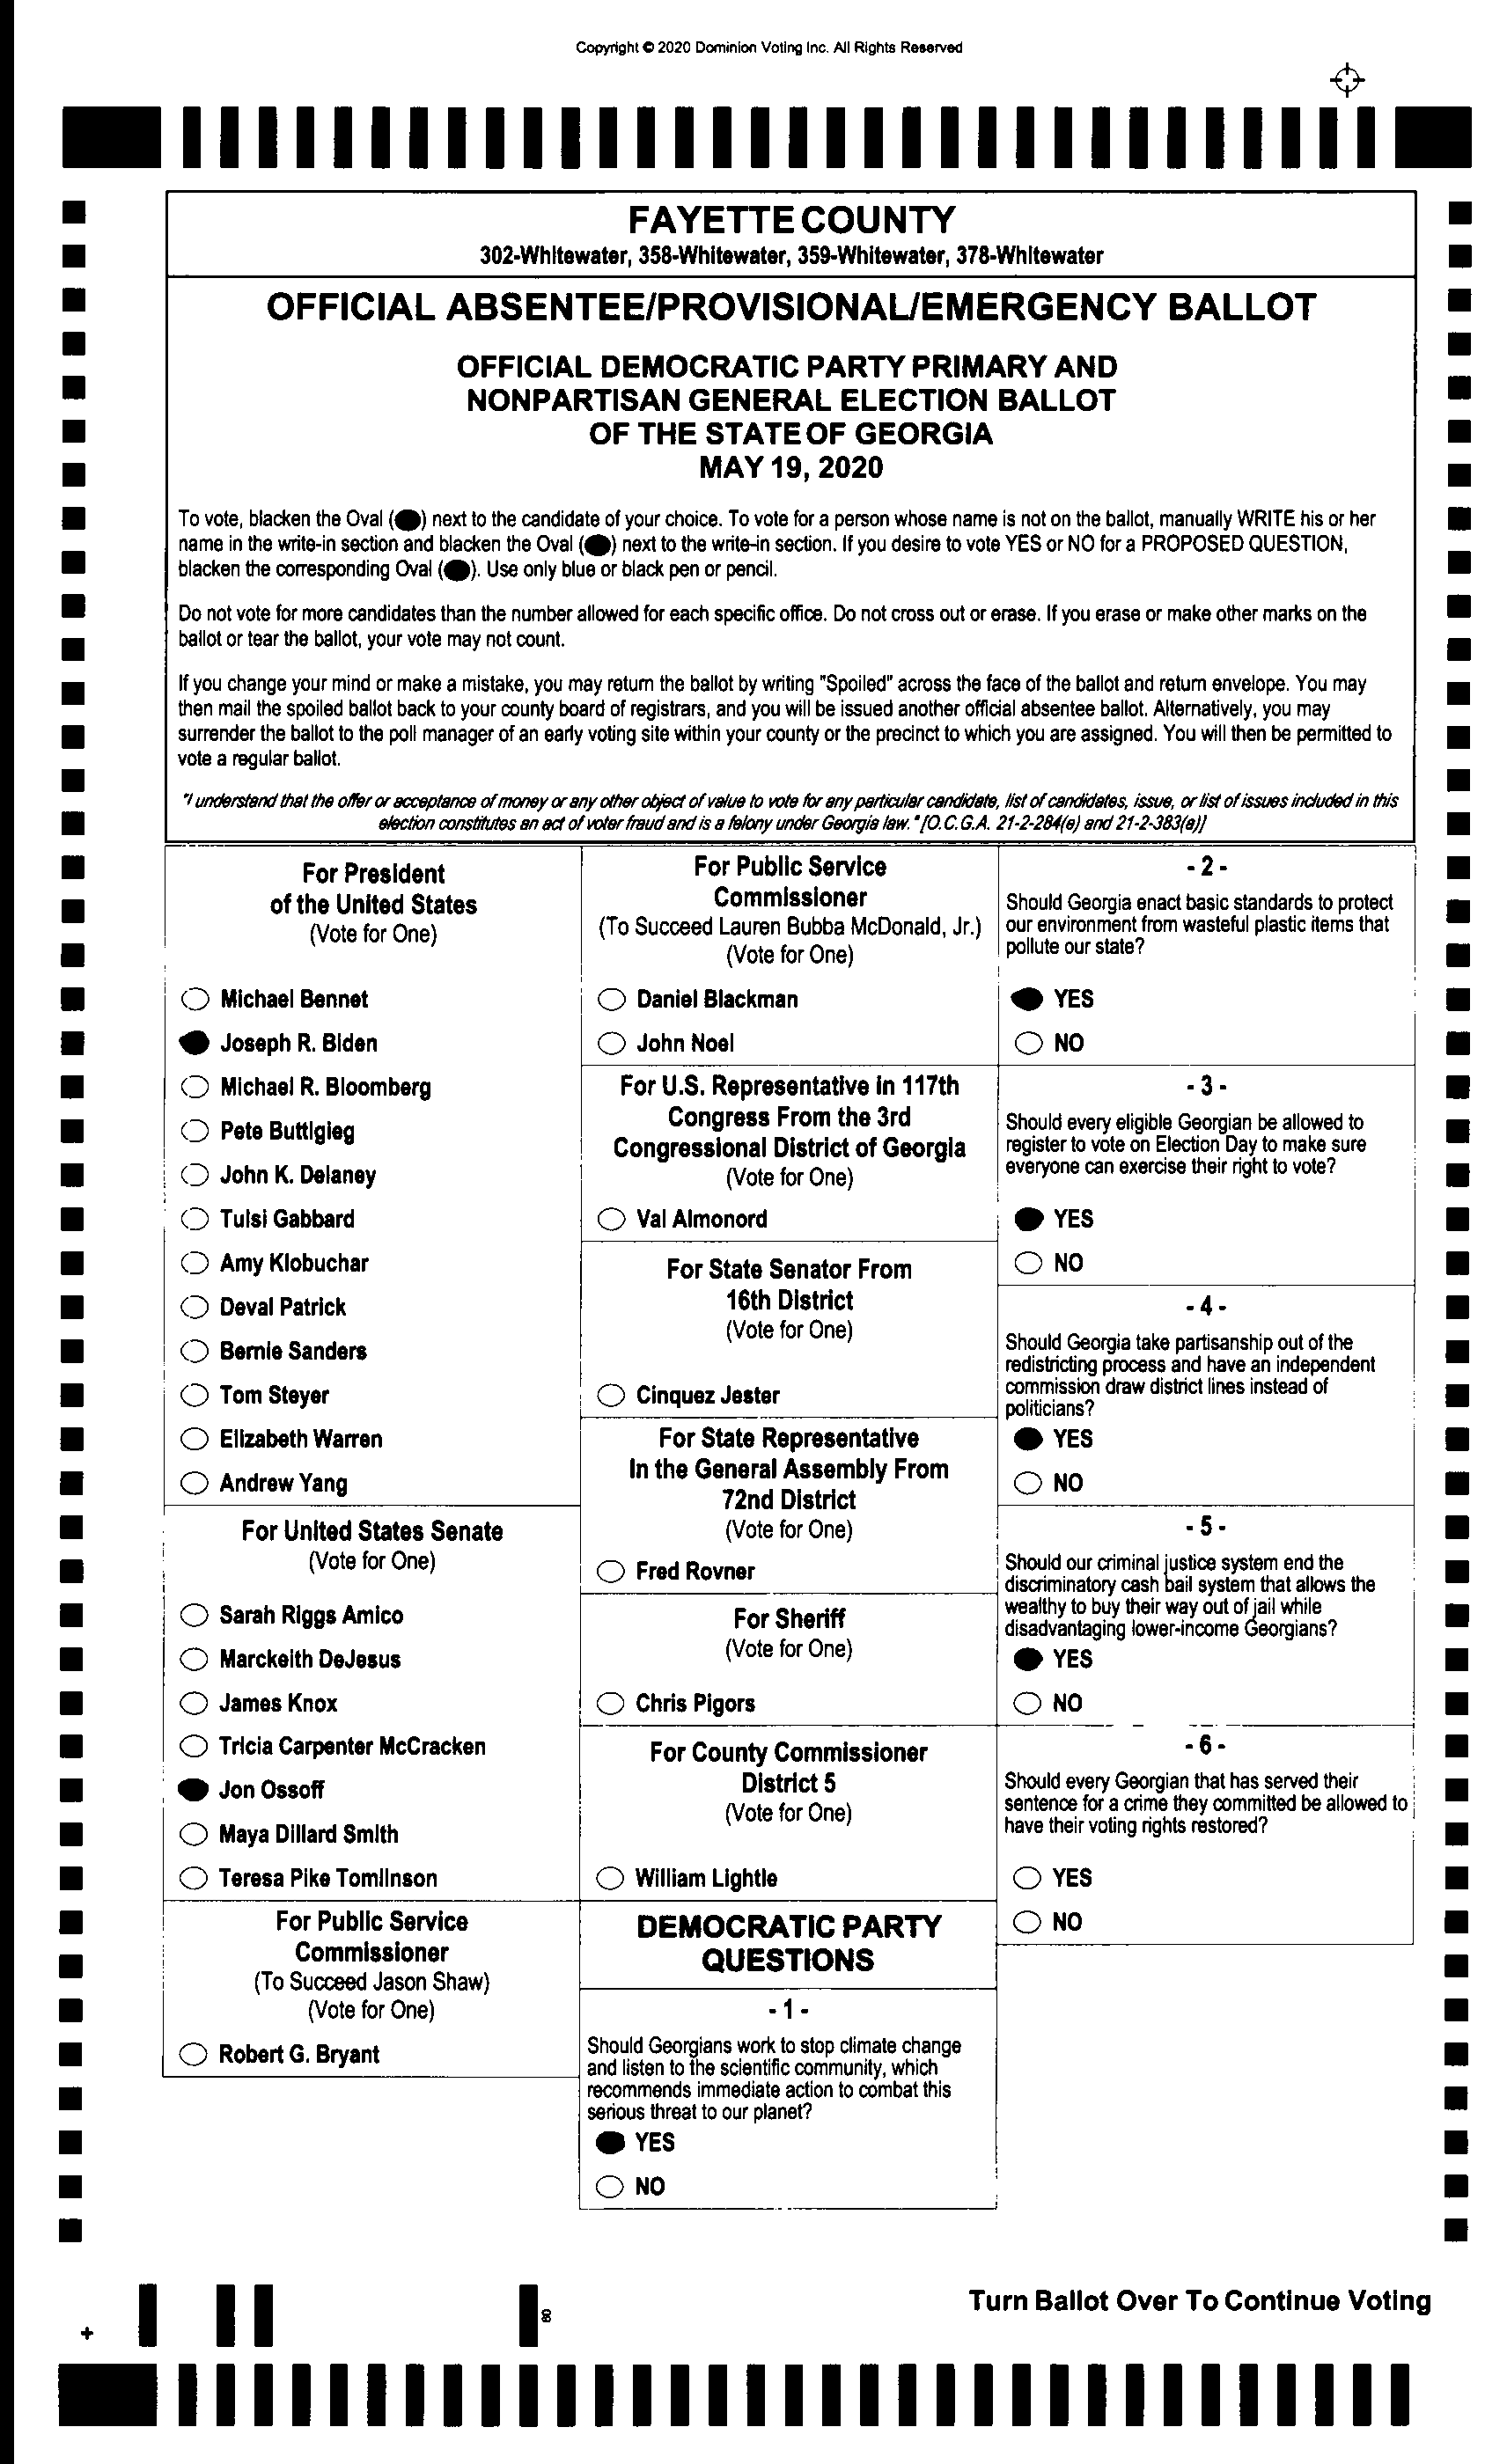 Copyright © 2020 Dominion Voting Inc. All Rights Reserved
FAYETTE COUNTY
302-Whitewater, 358-Whitewater, 359-Whitewater, 378-Whitewater
OFFICIAL ABSENTEE/PROVISIONAL/EMERGENCY BALLOT
OFFICIAL DEMOCRATIC PARTY PRIMARY AND
NONPARTISAN GENERAL ELECTION BALLOT
OF THE STATE OF GEORGIA
MAY 19, 2020
To vote, blacken the Oval ( ) next to the candidate of your choice. To vote for a person whose name is not on the ballot, manually WRITE his or her
name in the write-in section and blacken the Oval ( ) next to the write-in section. If you desire to vote YES or NO for a PROPOSED QUESTION,
blacken the corresponding Oval ( ). Use only blue or black pen or pencil.
Do not vote for more candidates than the number allowed for each specific office. Do not cross out or erase. If you erase or make other marks on the
ballot or tear the ballot, your vote may not count.
If you change your mind or make a mistake, you may return the ballot by writing "Spoiled" across the face of the ballot and return envelope. You may
then mail the spoiled ballot back to your county board of registrars, and you will be issued another official absentee ballot. Alternatively, you may
surrender the ballot to the poll manager of an early voting site within your county or the precinct to which you are assigned. You will then be permitted to
vote a regular ballot.
"I understand that the offer or acceptance of money or any other object of value to vote for any particular candidate, list of candidates, issue, or list of issues included in this
election constitutes an act of voter fraud and is a felony under Georgia law." [O.C.G.A. 21-2-284(e) and 21-2-383(a)]
For President
of the United States
(Vote for One)
Michael Bennet
Joseph R. Biden
Michael R. Bloomberg
Pete Buttigieg
John K. Delaney
Tulsi Gabbard
Amy Klobuchar
Deval Patrick
Bernie Sanders
Tom Steyer
Elizabeth Warren
Andrew Yang
For United States Senate
(Vote for One)
Sarah Riggs Amico
Marckeith DeJesus
James Knox
Tricia Carpenter McCracken
Jon Ossoff
Maya Dillard Smith
Teresa Pike Tomlinson
For Public Service
Commissioner
(To Succeed Jason Shaw)
(Vote for One)
Robert G. Bryant
For Public Service
Commissioner
(To Succeed Lauren Bubba McDonald, Jr.)
(Vote for One)
Daniel Blackman
John Noel
For U.S. Representative in 117th
Congress From the 3rd
Congressional District of Georgia
(Vote for One)
Val Almonord
For State Senator From
16th District
(Vote for One)
Cinquez Jester
For State Representative
In the General Assembly From
72nd District
(Vote for One)
Fred Rovner
For Sheriff
(Vote for One)
Chris Pigors
For County Commissioner
District 5
(Vote for One)
William Lightle
DEMOCRATIC PARTY
QUESTIONS
- 1 -
Should Georgians work to stop climate change
and listen to the scientific community, which
recommends immediate action to combat this
serious threat to our planet?
YES
NO
- 2 -
Should Georgia enact basic standards to protect
our environment from wasteful plastic items that
pollute our state?
YES
NO
- 3 -
Should every eligible Georgian be allowed to
register to vote on Election Day to make sure
everyone can exercise their right to vote?
YES
NO
- 4 -
Should Georgia take partisanship out of the
redistricting process and have an independent
commission draw district lines instead of
politicians?
YES
NO
- 5 -
Should our criminal justice system end the
discriminatory cash bail system that allows the
wealthy to buy their way out of jail while
disadvantaging lower-income Georgians?
YES
NO
- 6 -
Should every Georgian that has served their
sentence for a crime they committed be allowed to
have their voting rights restored?
YES
NO
Turn Ballot Over To Continue Voting
+
80